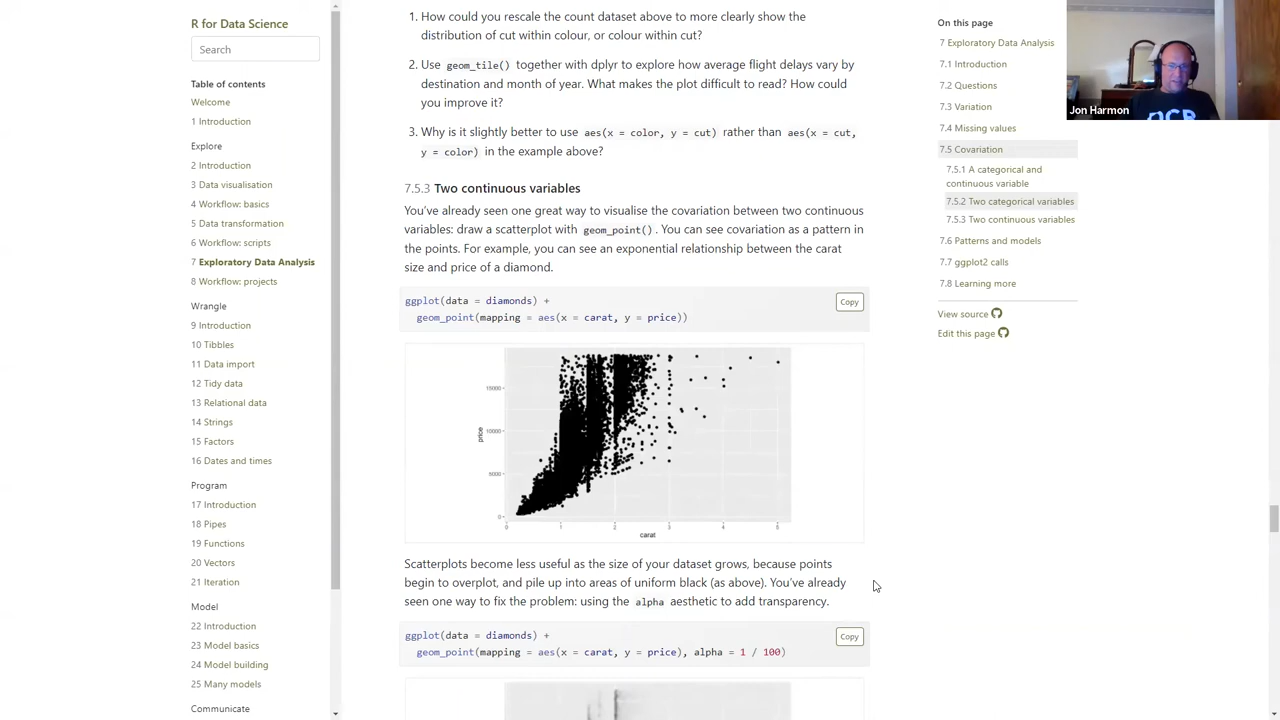 R for Data Science
Search
Table of contents
Welcome
1 Introduction
Explore
2 Introduction
3 Data visualisation
4 Workflow: basics
5 Data transformation
6 Workflow: scripts
7 Exploratory Data Analysis
8 Workflow: projects
Wrangle
9 Introduction
10 Tibbles
11 Data import
12 Tidy data
13 Relational data
14 Strings
15 Factors
16 Dates and times
Program
17 Introduction
18 Pipes
19 Functions
20 Vectors
21 Iteration
Model
22 Introduction
23 Model basics
24 Model building
25 Many models
Communicate
1. How could you rescale the count dataset above to more clearly show the
distribution of cut within colour, or colour within cut?
2. Use geom_tile() together with dplyr to explore how average flight delays vary by
destination and month of year. What makes the plot difficult to read? How could
you improve it?
3. Why is it slightly better to use aes(x = color, y = cut) rather than aes(x = cut,
y = color) in the example above?
7.5.3 Two continuous variables
You've already seen one great way to visualise the covariation between two continuous
variables: draw a scatterplot with geom_point(). You can see covariation as a pattern in
the points. For example, you can see an exponential relationship between the carat
size and price of a diamond.
ggplot(data = diamonds) +
geom_point(mapping = aes(x = carat, y = price))
Copy
15000
10000
5000
0
price
0 1 2 3 4 5
carat
Scatterplots become less useful as the size of your dataset grows, because points
begin to overplot, and pile up into areas of uniform black (as above). You've already
seen one way to fix the problem: using the alpha aesthetic to add transparency.
ggplot(data = diamonds) +
geom_point(mapping = aes(x = carat, y = price), alpha = 1 / 100)
Copy
On this page
7 Exploratory Data Analysis
7.1 Introduction
7.2 Questions
7.3 Variation
7.4 Missing values
7.5 Covariation
7.5.1 A categorical and
continuous variable
7.5.2 Two categorical variables
7.5.3 Two continuous variables
7.6 Patterns and models
7.7 ggplot2 calls
7.8 Learning more
View source
Edit this page
Jon Harmon